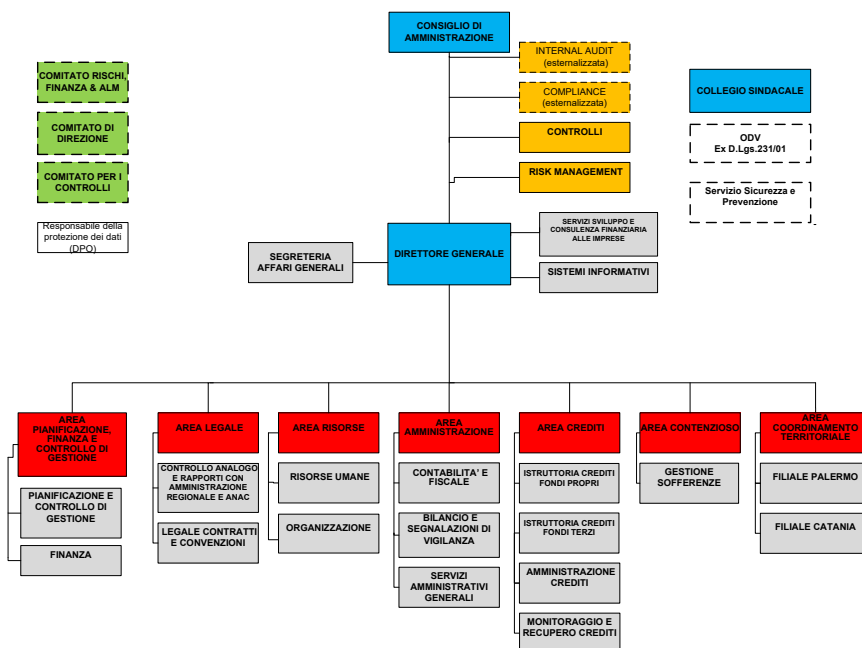 CONSIGLIO DI
AMMINISTRAZIONE
INTERNAL AUDIT
(esternalizzata)
COMPLIANCE
(esternalizzata)
CONTROLLI
RISK MANAGEMENT
COMITATO RISCHI,
FINANZA & ALM
COMITATO DI
DIREZIONE
COMITATO PER I
CONTROLLI
Responsabile della
protezione dei dati
(DPO)
COLLEGIO SINDACALE
ODV
Ex D.Lgs.231/01
Servizio Sicurezza e
Prevenzione
SEGRETERIA
AFFARI GENERALI
DIRETTORE GENERALE
SERVIZI SVILUPPO E
CONSULENZA FINANZIARIA
ALLE IMPRESE
SISTEMI INFORMATIVI
AREA
PIANIFICAZIONE,
FINANZA E
CONTROLLO DI
GESTIONE
PIANIFICAZIONE E
CONTROLLO DI
GESTIONE
FINANZA
AREA LEGALE
CONTROLLO ANALOGO
E RAPPORTI CON
AMMINISTRAZIONE
REGIONALE E ANAC
LEGALE CONTRATTI
E CONVENZIONI
AREA RISORSE
RISORSE UMANE
ORGANIZZAZIONE
AREA
AMMINISTRAZIONE
CONTABILITA' E
FISCALE
BILANCIO E
SEGNALAZIONI DI
VIGILANZA
SERVIZI
AMMINISTRATIVI
GENERALI
AREA CREDITI
ISTRUTTORIA CREDITI
FONDI PROPRI
ISTRUTTORIA CREDITI
FONDI TERZI
AMMINISTRAZIONE
CREDITI
MONITORAGGIO E
RECUPERO CREDITI
AREA CONTENZIOSO
GESTIONE
SOFFERENZE
AREA
COORDINAMENTO
TERRITORIALE
FILIALE PALERMO
FILIALE CATANIA